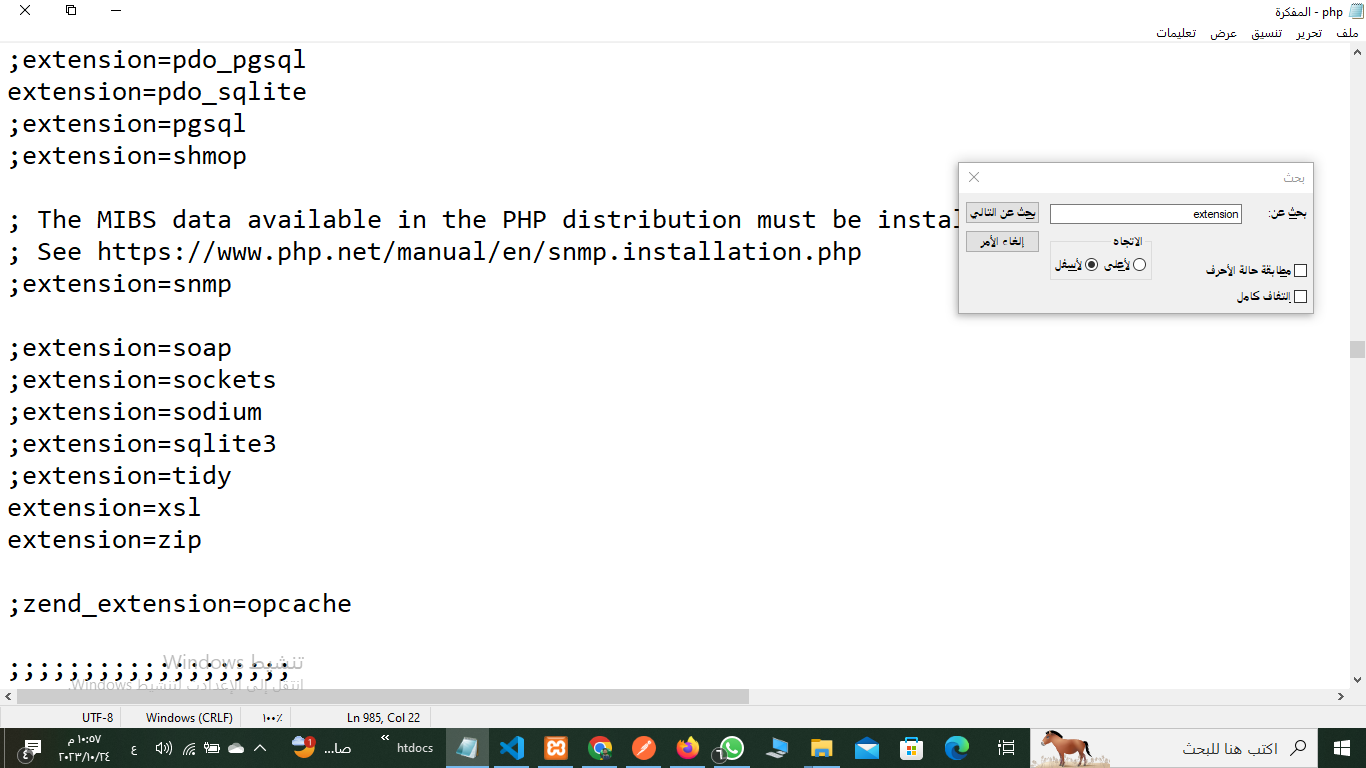 php - المفكرة
ملف تحرير تنسيق عرض تعليمات
;extension=pdo_pgsql
extension=pdo_sqlite
;extension=pgsql
;extension=shmop
; The MIBS data available in the PHP distribution must be instal
; See https://www.php.net/manual/en/snmp.installation.php
;extension=snmp
;extension=soap
;extension=sockets
;extension=sodium
;extension=sqlite3
;extension=tidy
extension=xsl
extension=zip
;zend_extension=opcache
;;;;;;;;;;;;;;;;;;;
بحث
بحث عن: extension بحث عن التالي
الاتجاه إلغاء الأمر
لأعلى لأسفل
مطابقة حالة الأحرف
إلتفاف كامل
تنشيط Windows
انتقل إلى الإعدادات لتنشيط Windows.
UTF-8 Windows (CRLF) ١٠٠٪ Ln 985, Col 22
اكتب هنا للبحث
htdocs
صا...
1
ع
١٠:٥٧ م
٢٠٢٣/١٠/٢٤
٤